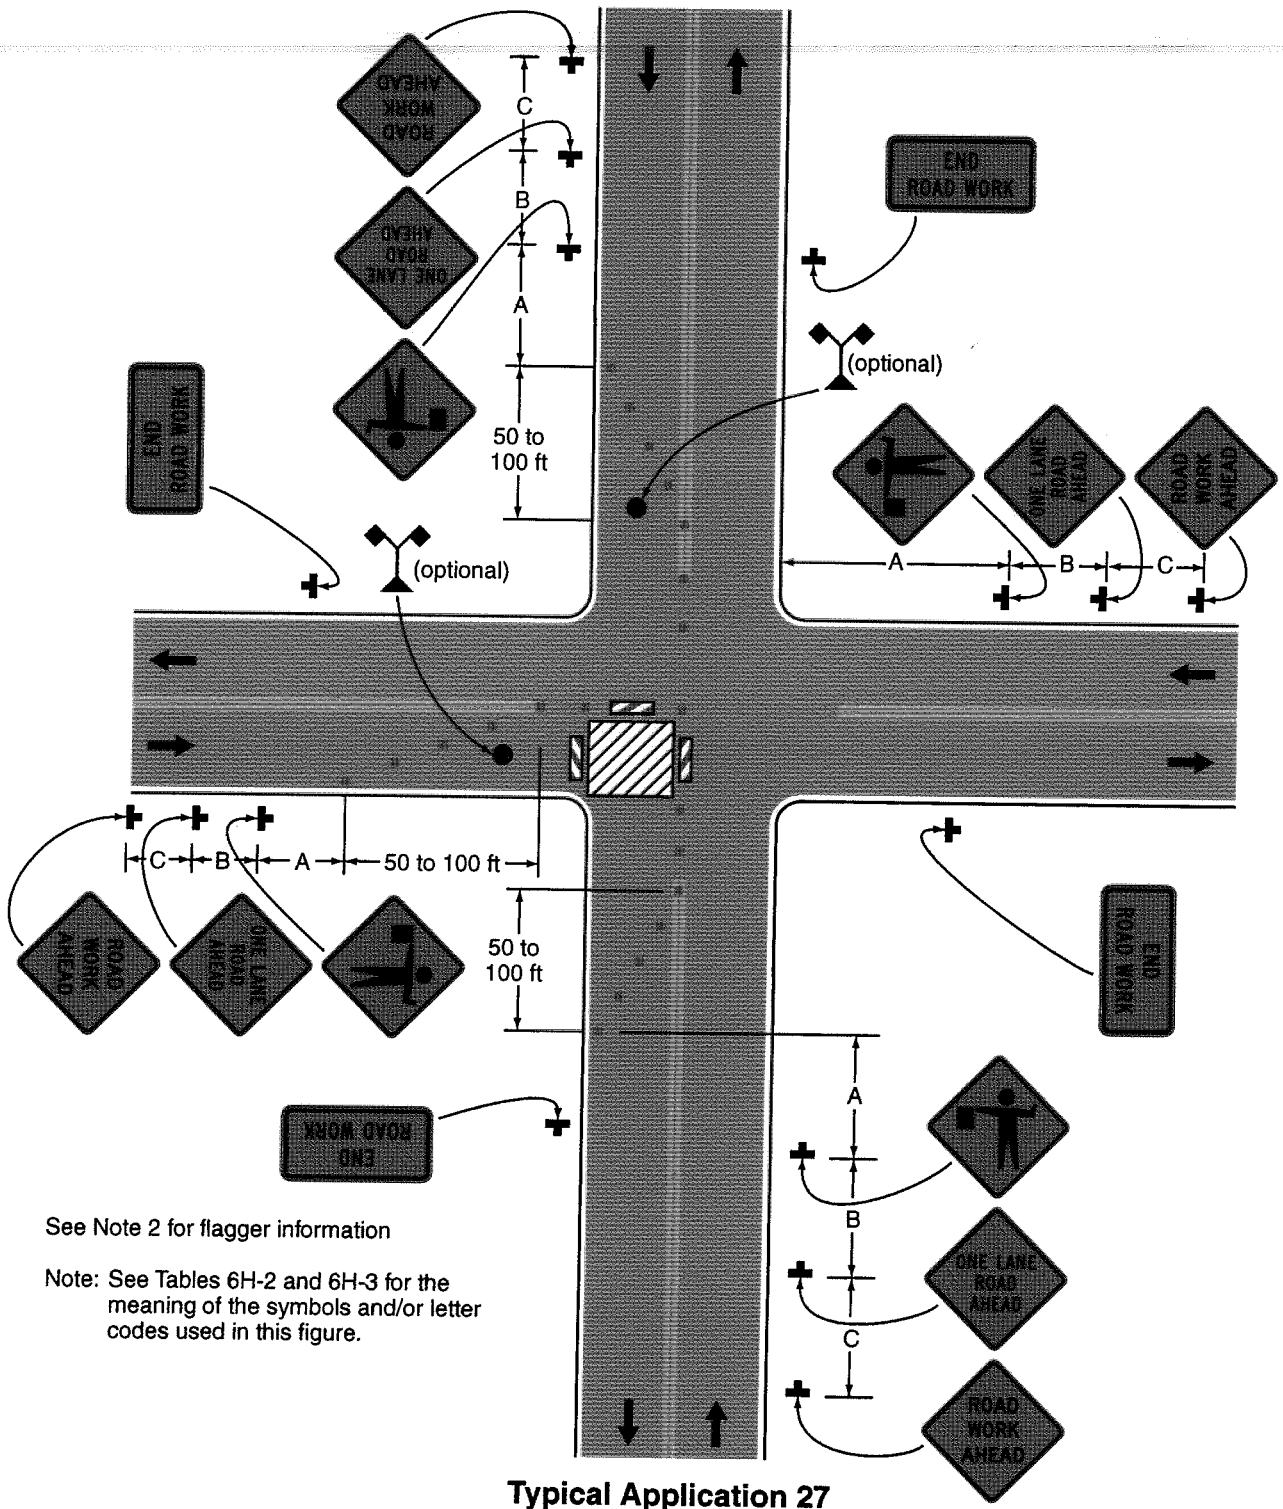 ROAD
WORK
AHEAD
C
END
ROAD WORK
B
ONE LANE
ROAD
AHEAD
A
(optional)
END
ROAD WORK
50 to
100 ft
ONE LANE
ROAD
AHEAD
ROAD
WORK
AHEAD
(optional)
A
B
C
C
B
A
50 to 100 ft
ROAD
WORK
AHEAD
ONE LANE
ROAD
AHEAD
50 to
100 ft
END
ROAD WORK
A
END
ROAD WORK
B
See Note 2 for flagger information
ONE LANE
ROAD
AHEAD
Note: See Tables 6H-2 and 6H-3 for the
meaning of the symbols and/or letter
codes used in this figure.
C
ROAD
WORK
AHEAD
Typical Application 27